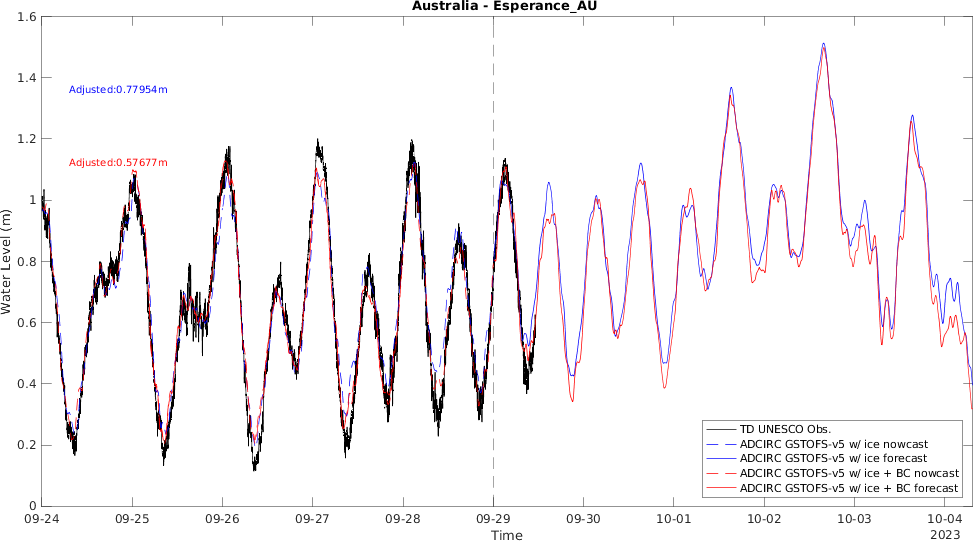 Australia - Esperance_AU
1.6
1.4
1.2
1
0.8
0.6
0.4
0.2
0
Water Level (m)
Adjusted:0.77954m
Adjusted:0.57677m
TD UNESCO Obs.
ADCIRC GSTOFS-v5 w/ ice nowcast
ADCIRC GSTOFS-v5 w/ ice forecast
ADCIRC GSTOFS-v5 w/ ice + BC nowcast
ADCIRC GSTOFS-v5 w/ ice + BC forecast
09-24 09-25 09-26 09-27 09-28 09-29 09-30 10-01 10-02 10-03 10-04
Time
2023